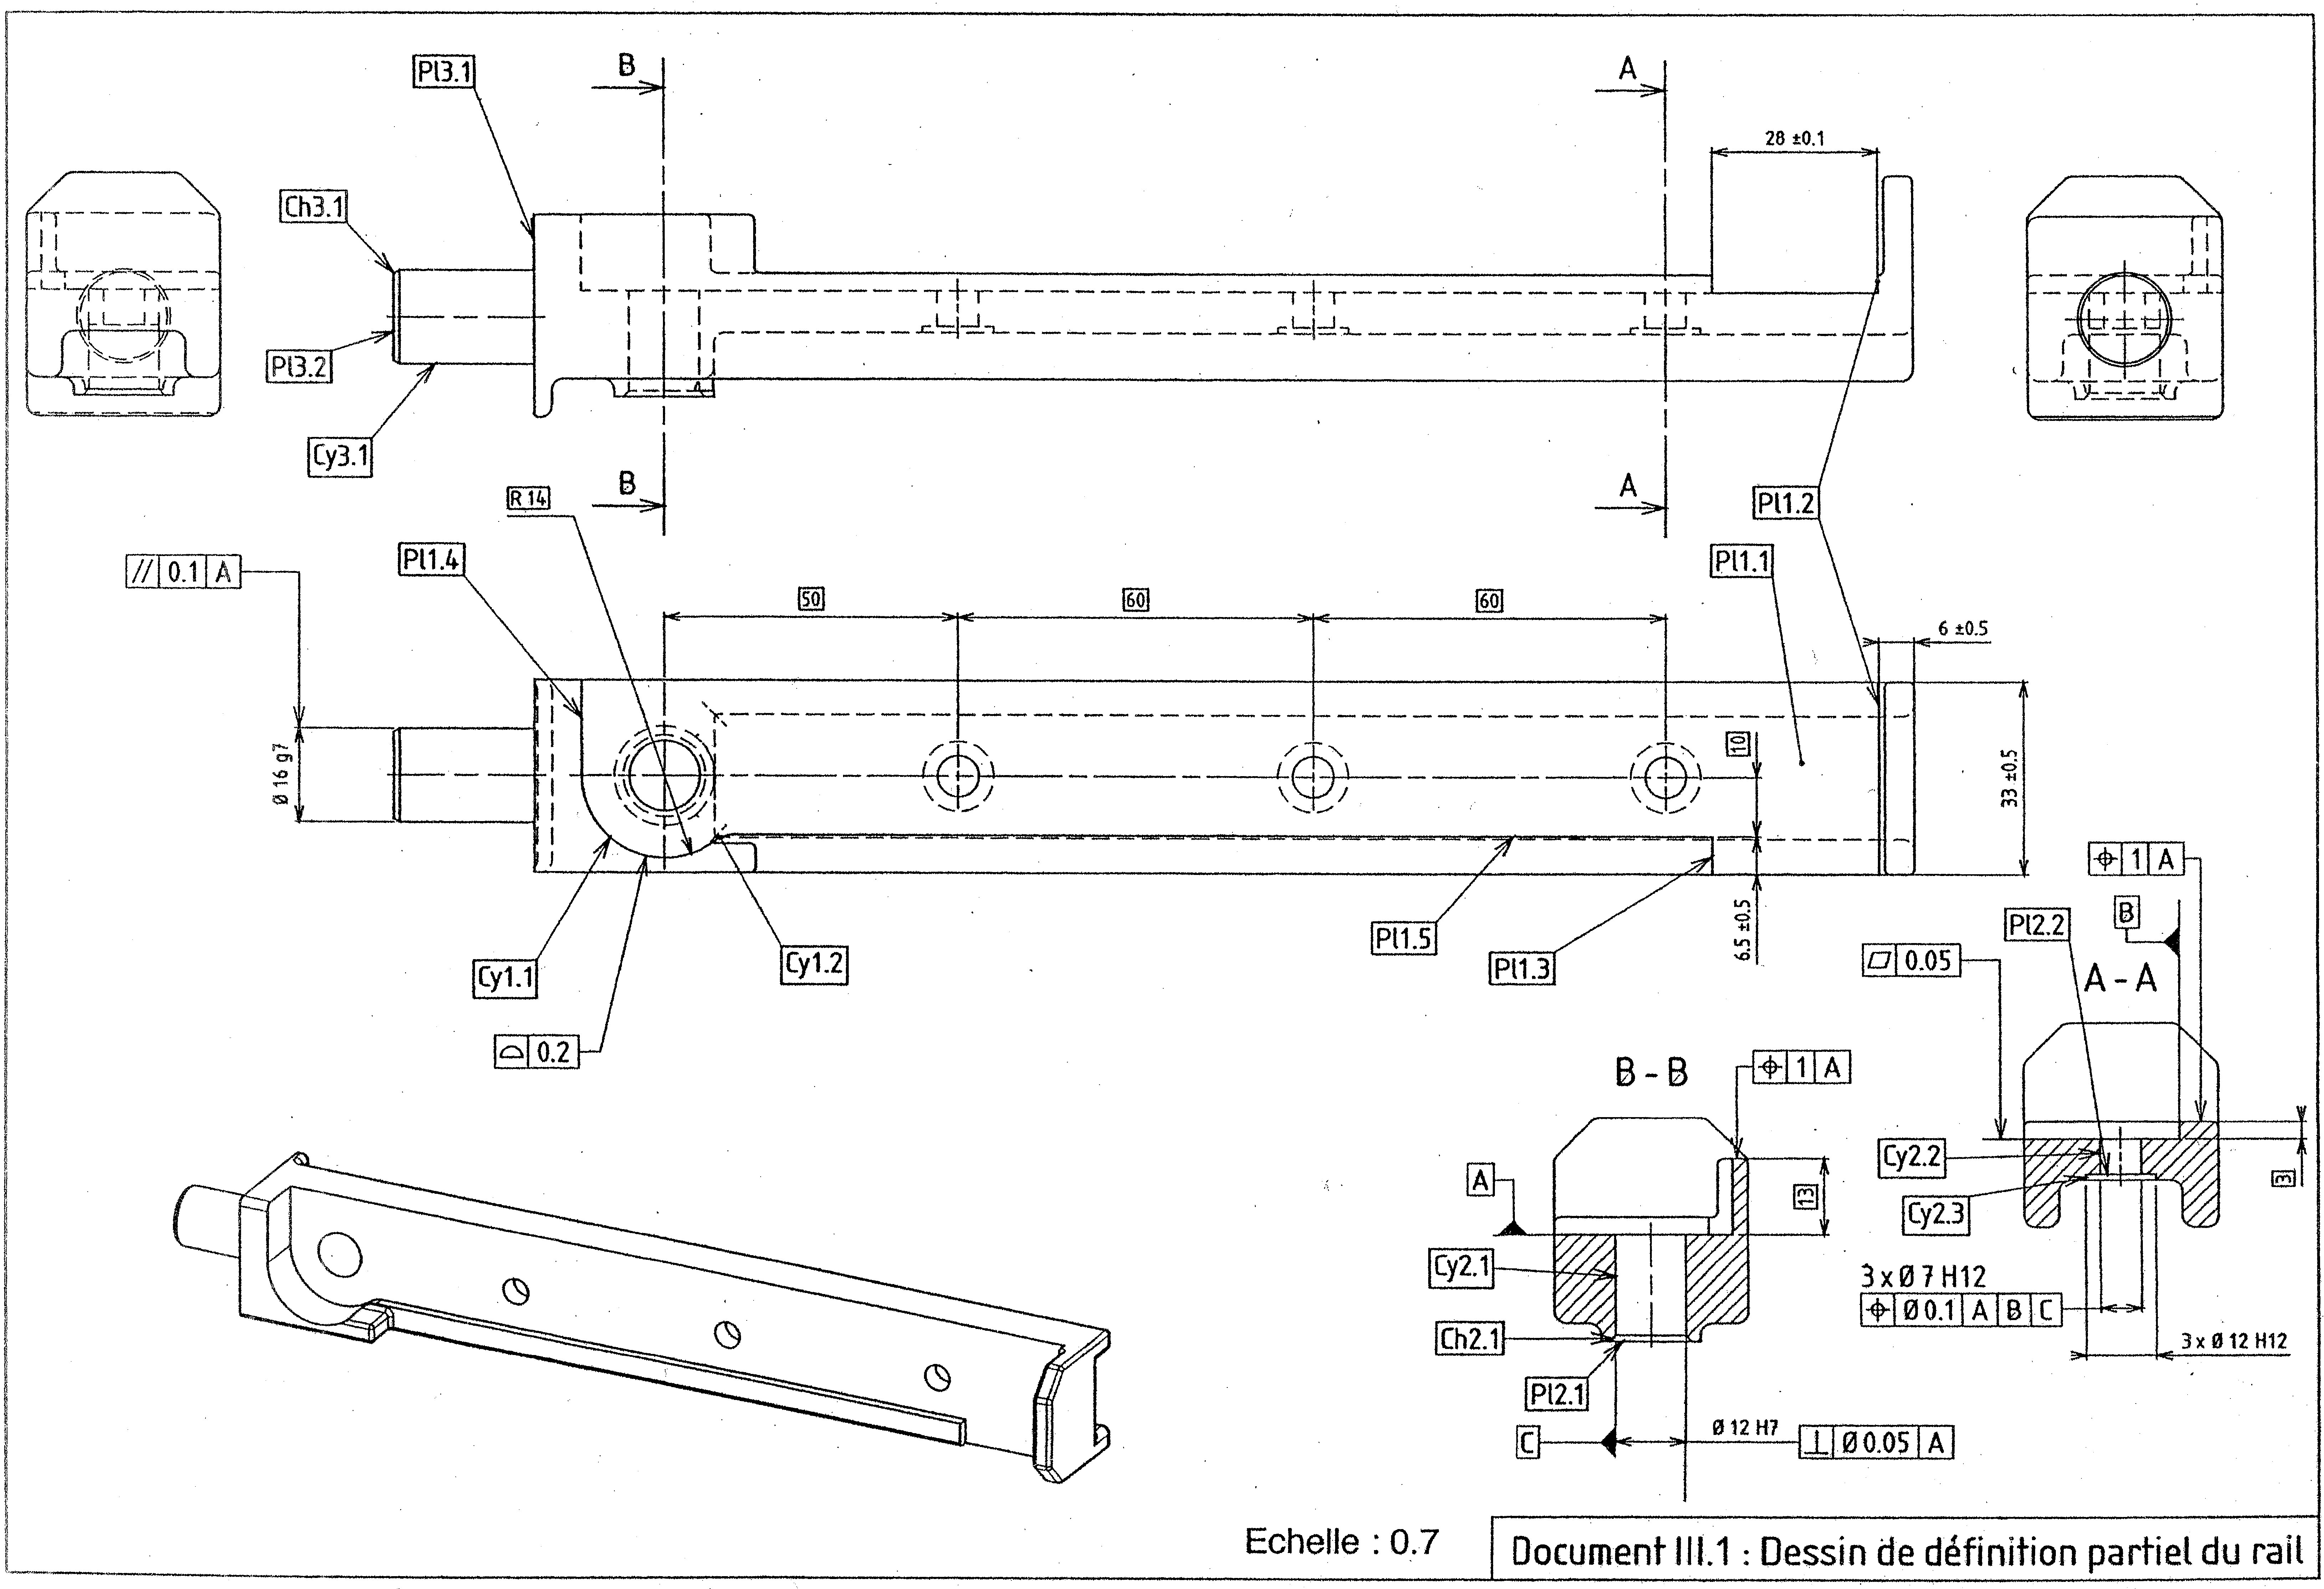 Pl3.1
B
A
28 ±0.1
Ch3.1
Pl3.2
Cy3.1
B
A
R 14
Pl1.2
// 0.1 A
Pl1.4
Pl1.1
50
60
60
6 ±0.5
Ø 16 g7
10
33 ±0.5
6.5 ±0.5
Cy1.1
Cy1.2
Pl1.5
Pl1.3
⌓ 0.2
⌖ 1 A
B
Pl2.2
⏥ 0.05
A - A
B - B
⌖ 1 A
A
13
Cy2.2
Cy2.3
3
Cy2.1
3 x Ø 7 H12
⌖ Ø 0.1 A B C
Ch2.1
3 x Ø 12 H12
Pl2.1
C
Ø 12 H7
⊥ Ø 0.05 A
Echelle : 0.7
Document III.1 : Dessin de définition partiel du rail